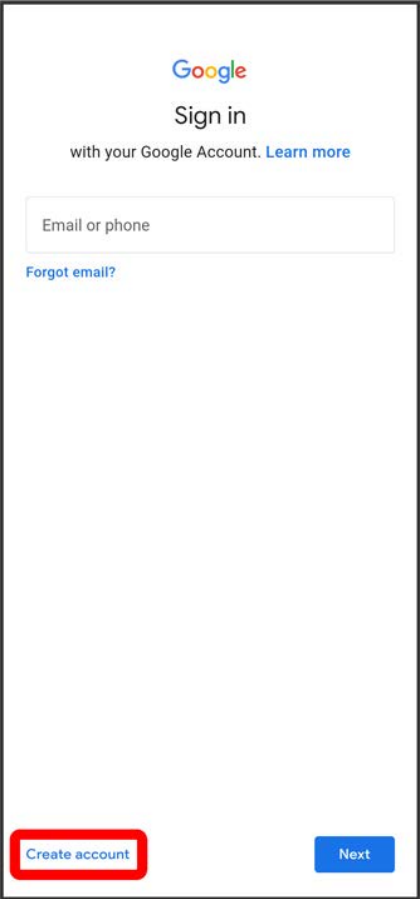 Google
Sign in
with your Google Account. Learn more
Email or phone
Forgot email?
Create account
Next